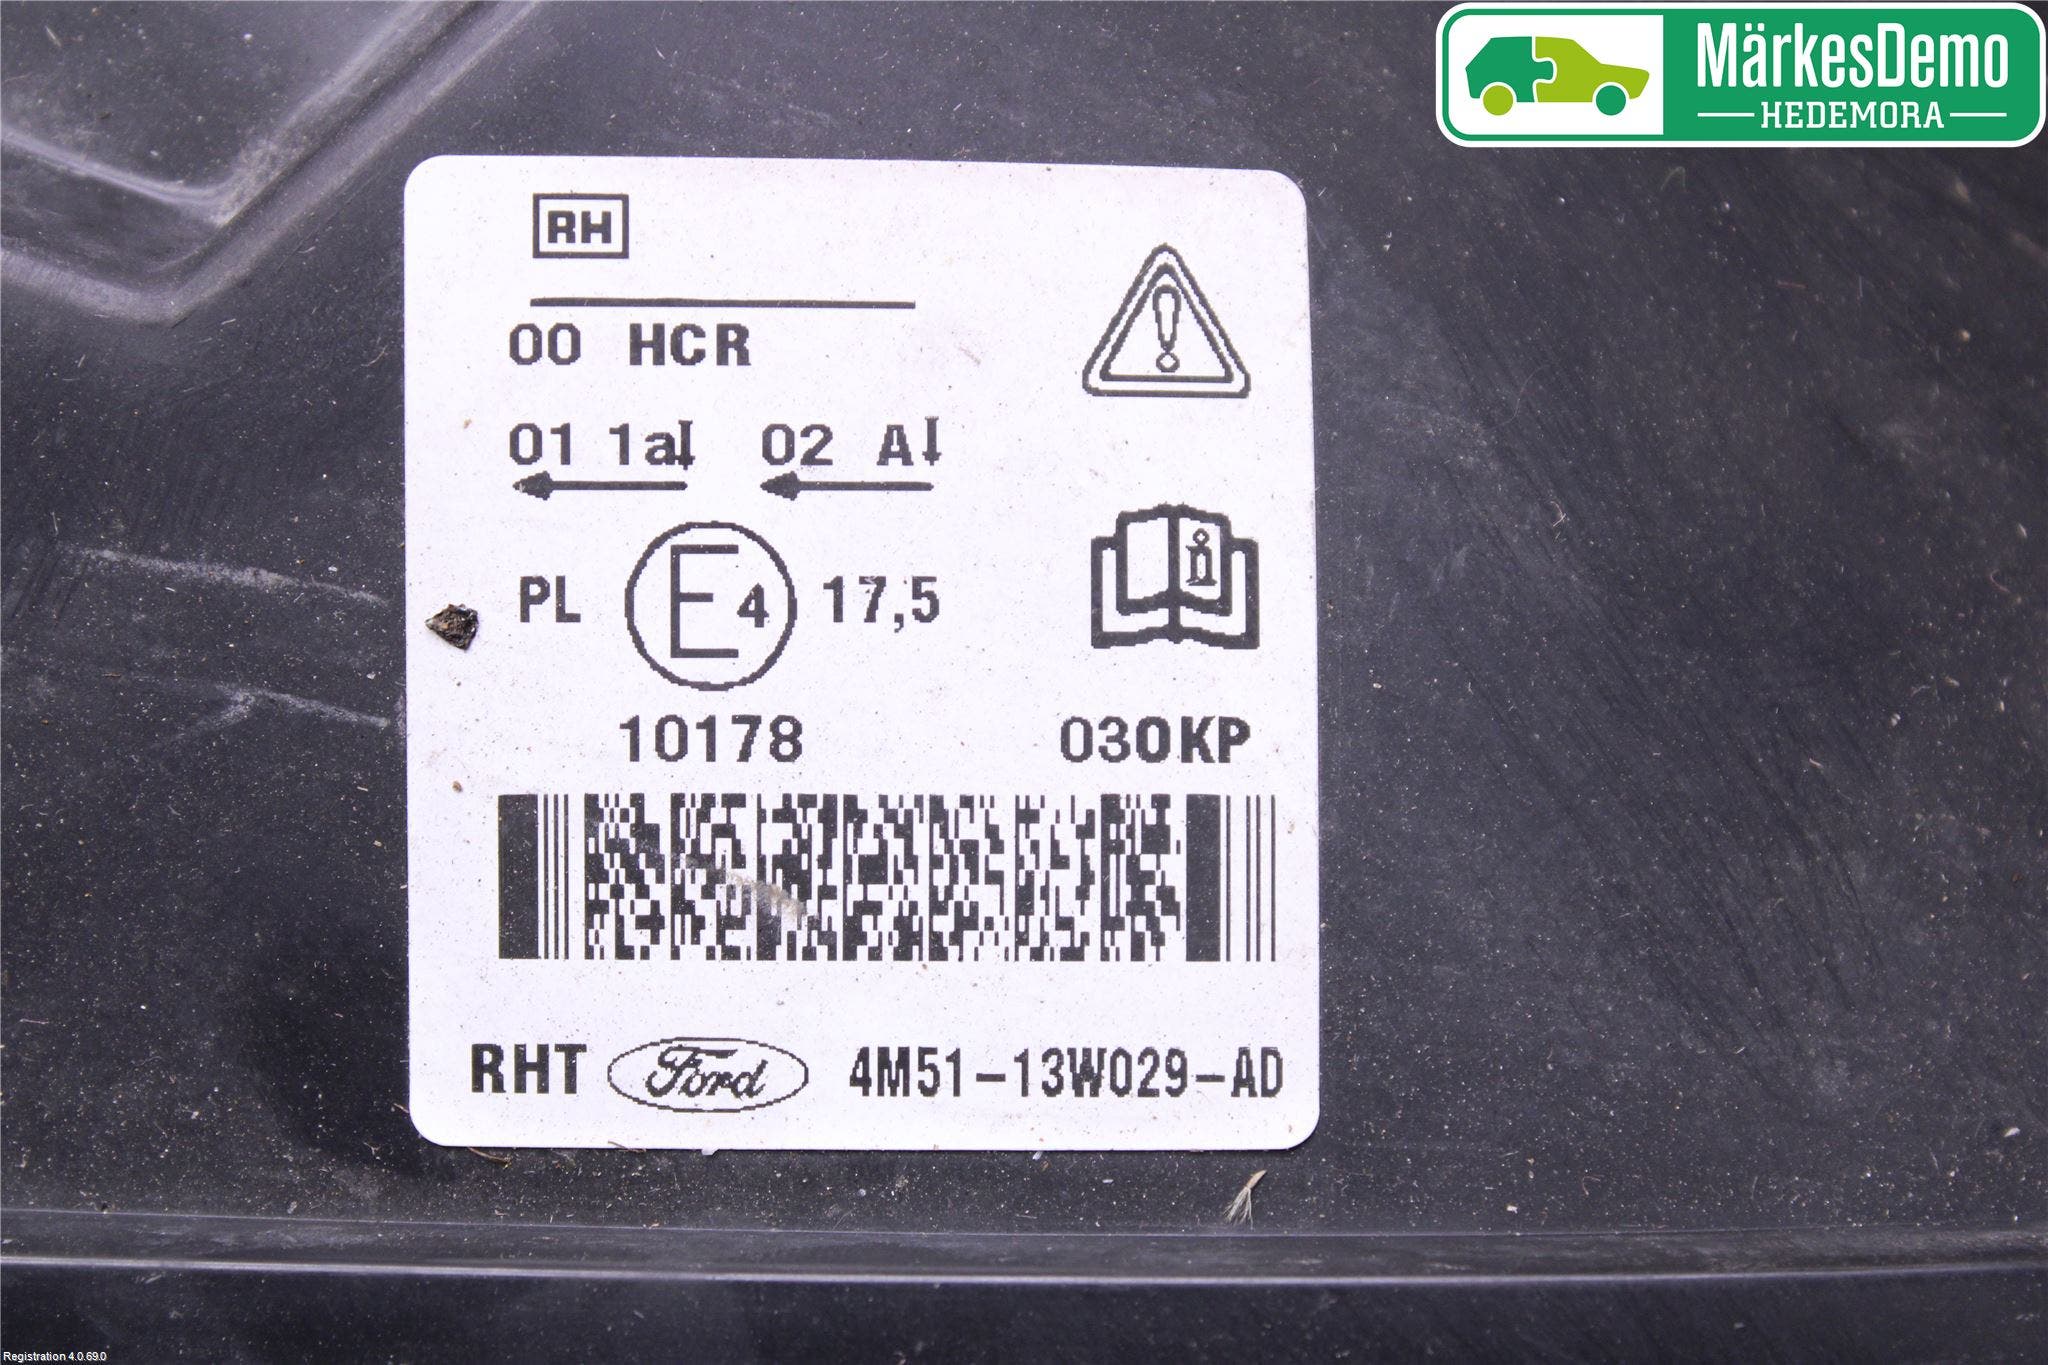 MärkesDemo
HEDEMORA
RH
00 HCR
01 1a 02 A
PL E4 17,5
10178 030KP
RHT Ford 4M51-13W029-AD
Registration 4.0.69.0